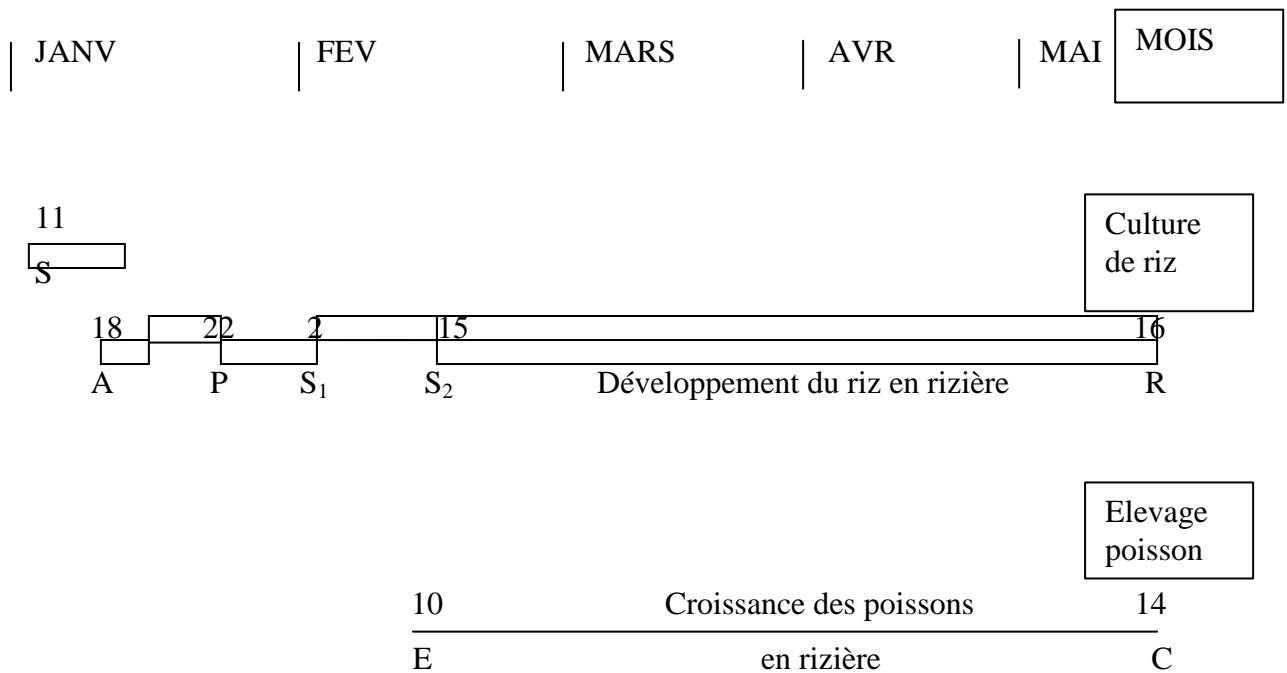 JANV FEV MARS AVR MAI MOIS
11
S
Culture
de riz
18 22 2 15 16
A P S₁ S₂ Développement du riz en rizière R
Elevage
poisson
10 Croissance des poissons 14
E en rizière C